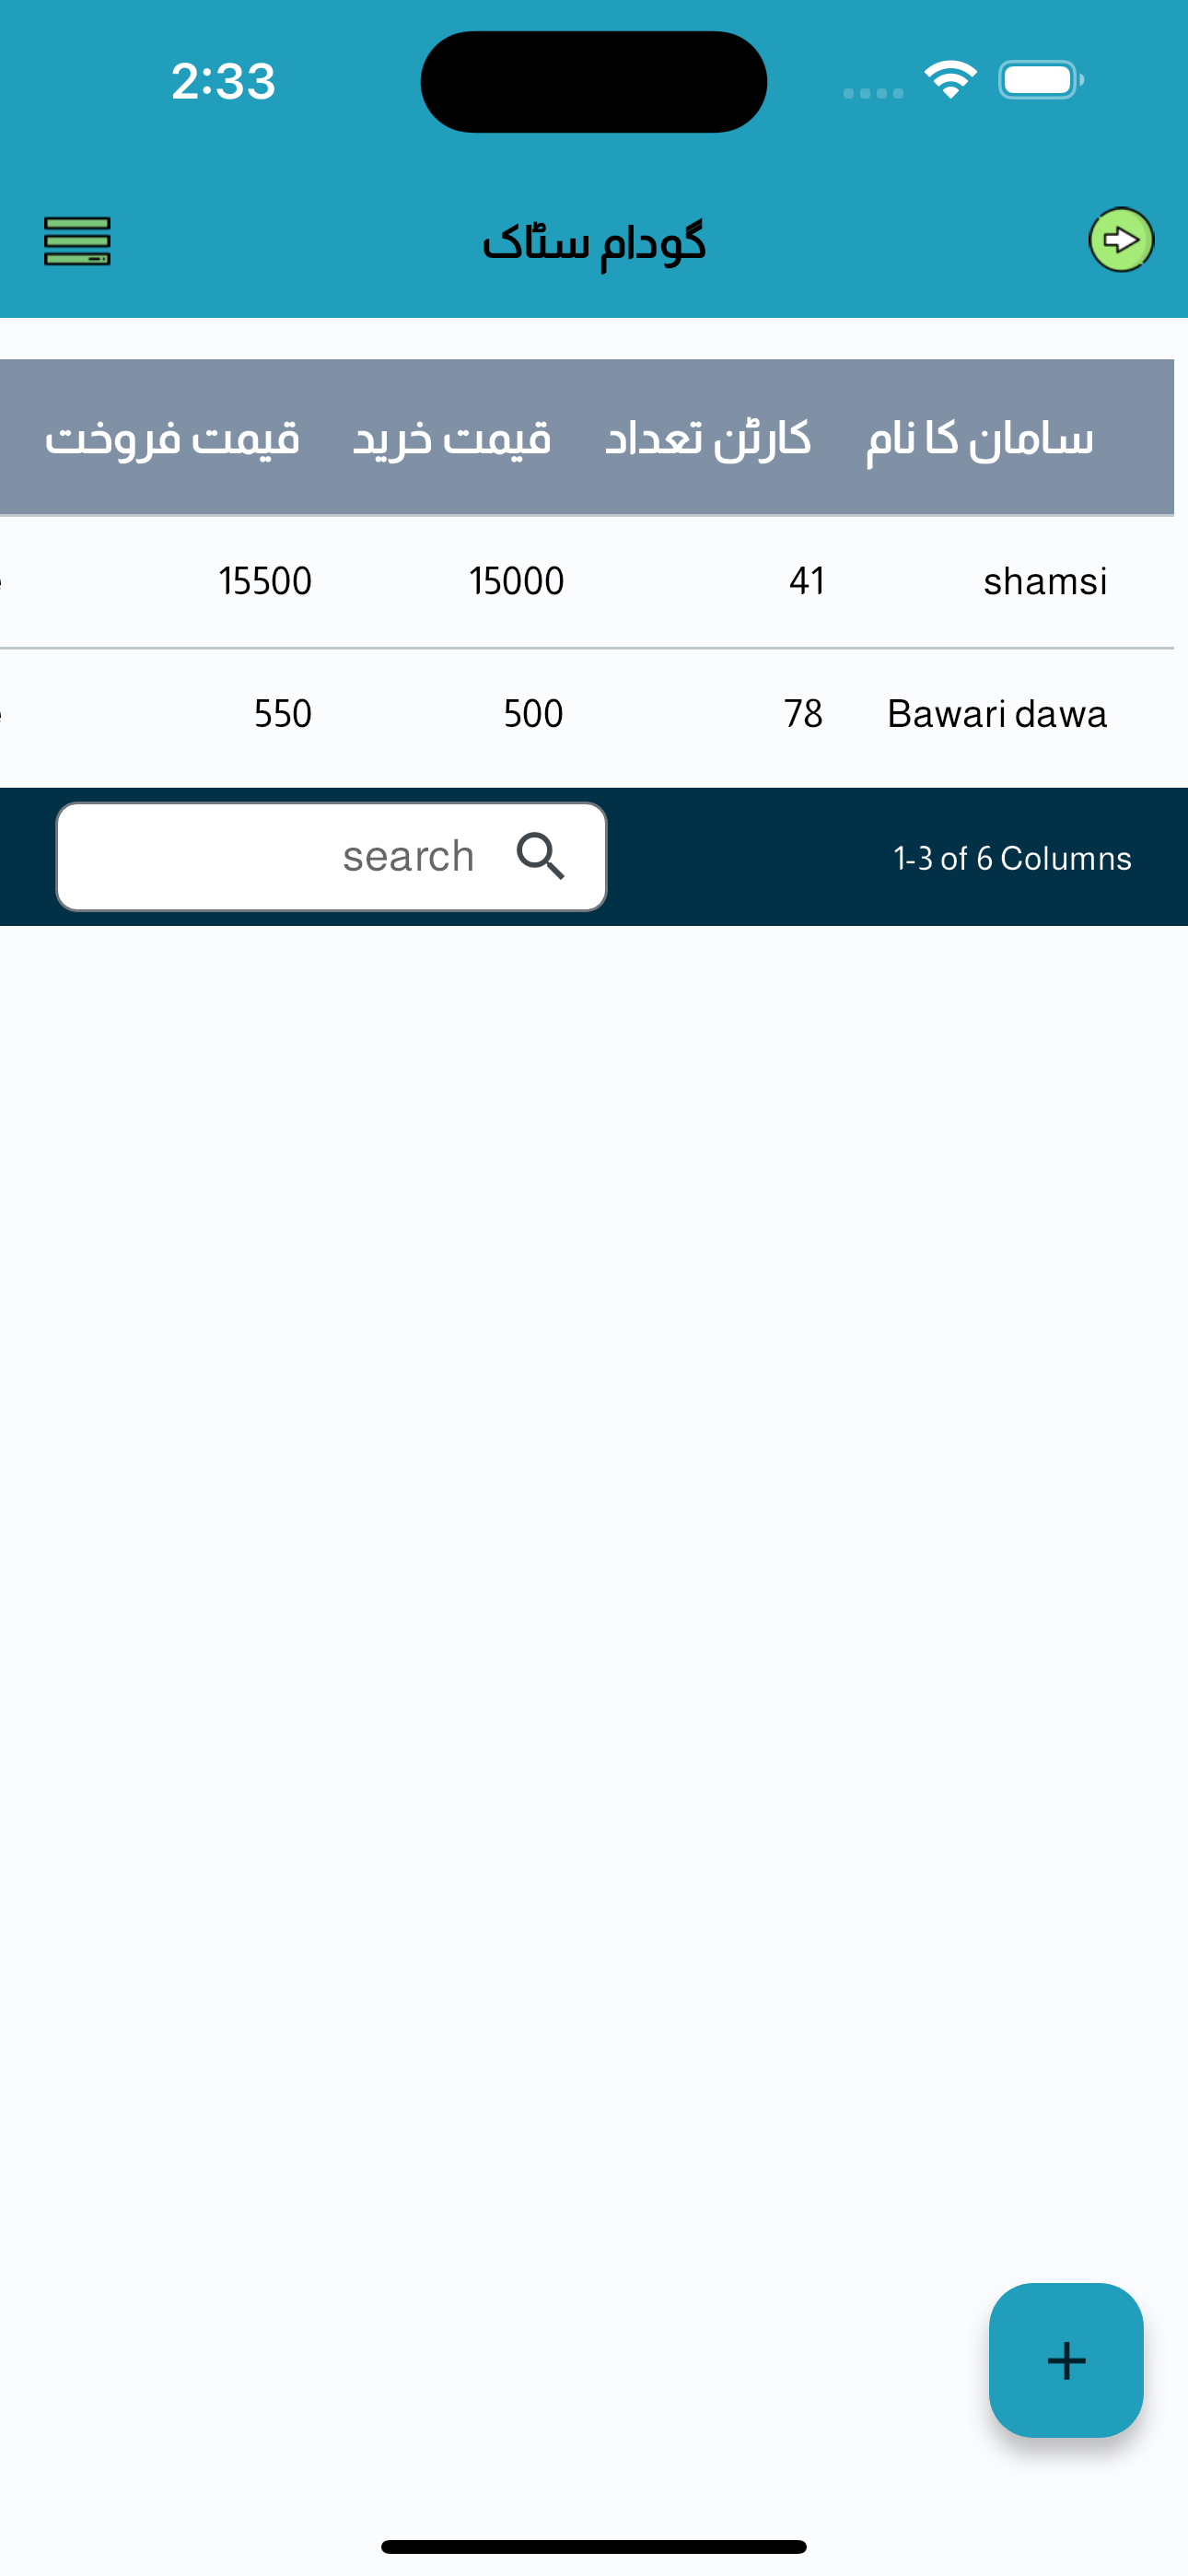 2:33
گودام سٹاک
سامان کا نام کارٹن تعداد قیمت خرید قیمت فروخت
shamsi 41 15000 15500
Bawari dawa 78 500 550
1-3 of 6 Columns search